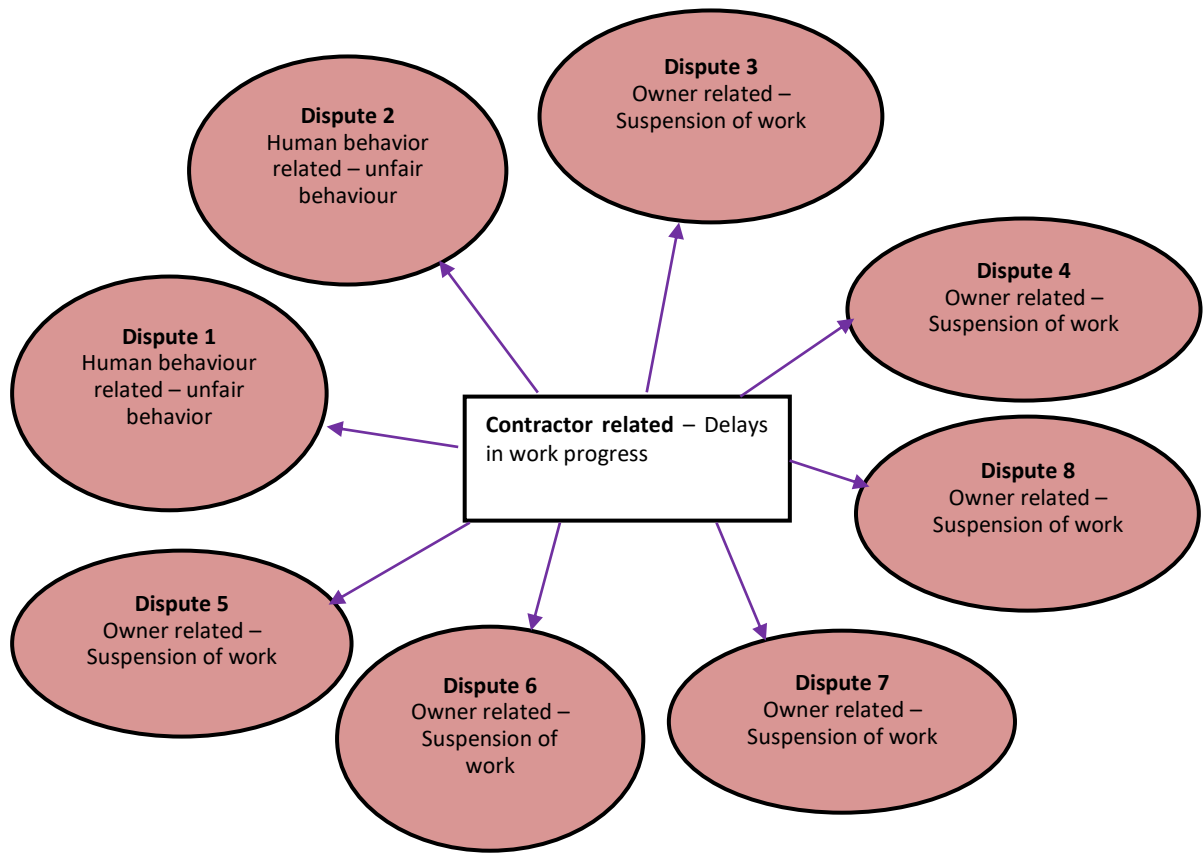 Dispute 3
Owner related –
Suspension of work
Dispute 2
Human behavior
related – unfair
behaviour
Dispute 4
Owner related –
Suspension of work
Dispute 1
Human behaviour
related – unfair
behavior
Contractor related – Delays
in work progress
Dispute 8
Owner related –
Suspension of work
Dispute 5
Owner related –
Suspension of work
Dispute 6
Owner related –
Suspension of
work
Dispute 7
Owner related –
Suspension of work